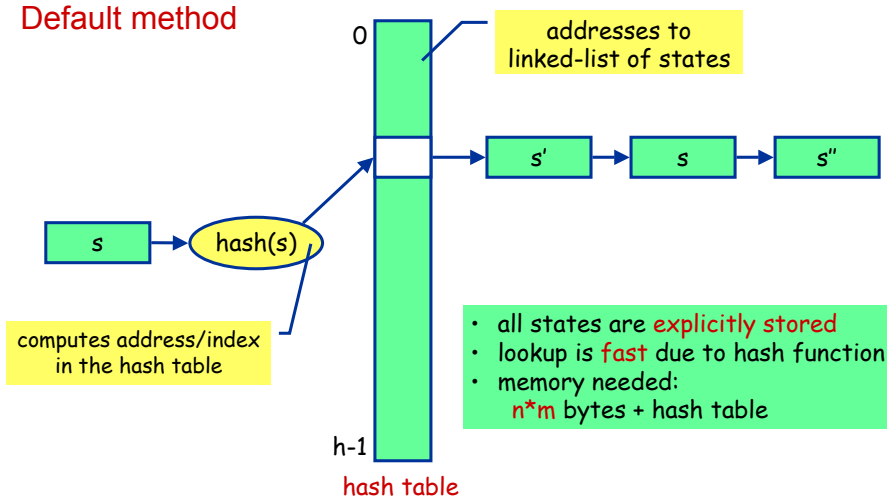 Default method
0
addresses to
linked-list of states
s'
s
s''
s
hash(s)
computes address/index
in the hash table
• all states are explicitly stored
• lookup is fast due to hash function
• memory needed:
n*m bytes + hash table
h-1
hash table